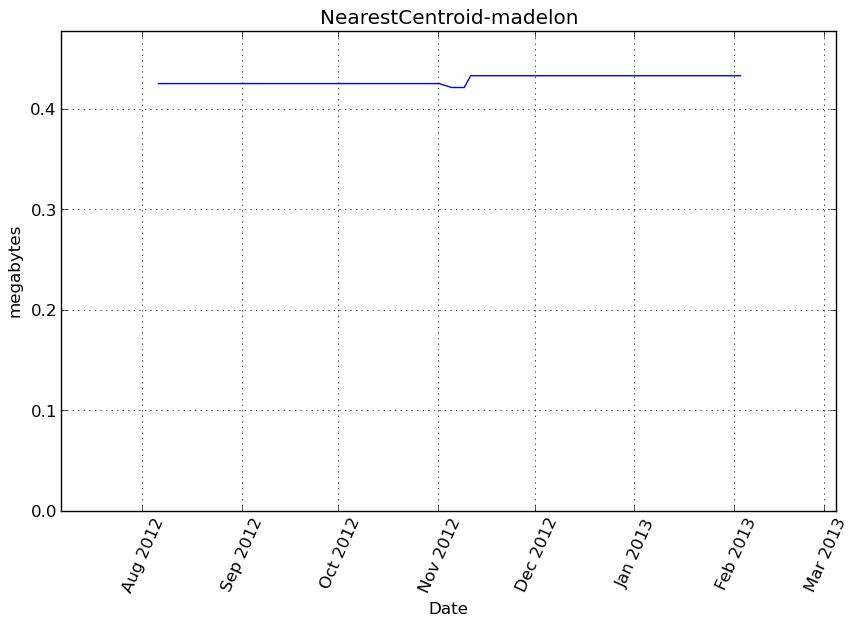 NearestCentroid-madelon
megabytes
0.4
0.3
0.2
0.1
0.0
Aug 2012
Sep 2012
Oct 2012
Nov 2012
Dec 2012
Jan 2013
Feb 2013
Mar 2013
Date